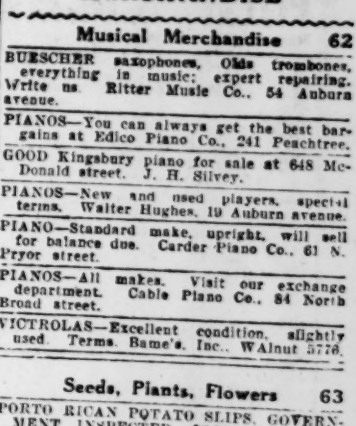 Musical Merchandise 62
BUESCHER saxophones, Olds trombones,
everything in music; expert repairing.
Write us. Ritter Music Co., 54 Auburn
avenue.
PIANOS—You can always get the best bar-
gains at Edico Piano Co., 241 Peachtree.
GOOD Kingsbury piano for sale at 648 Mc-
Donald street. J. H. Silvey.
PIANOS—New and used players, special
terms. Walter Hughes, 19 Auburn avenue.
PIANO—Standard make, upright, will sell
for balance due. Carder Piano Co., 61 N.
Pryor street.
PIANOS—All makes. Visit our exchange
department. Cable Piano Co., 84 North
Broad street.
VICTROLAS—Excellent condition, slightly
used. Terms. Bame's, Inc., WAlnut 5776.
Seeds, Plants, Flowers 63
PORTO RICAN POTATO SLIPS, GOVERN-
MENT INSPECTED